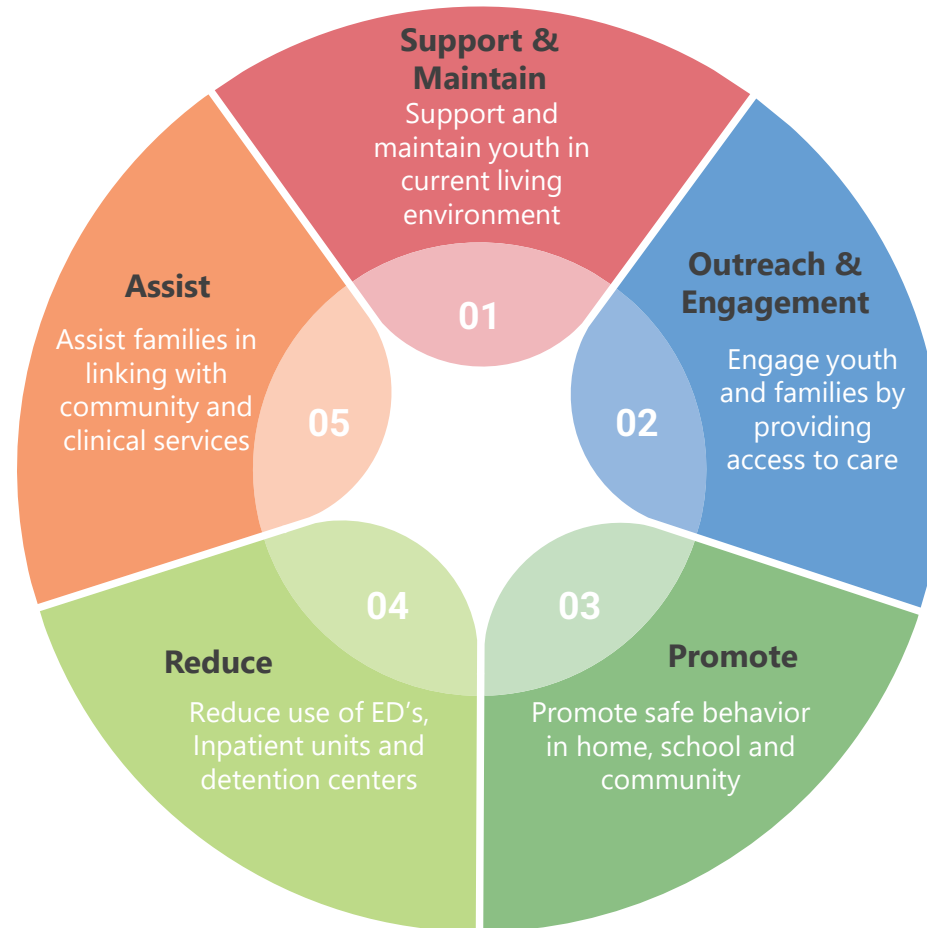 Support &
Maintain
Support and
maintain youth in
current living
environment
01
Outreach &
Engagement
Engage youth
and families by
providing
access to care
02
Promote
Promote safe behavior
in home, school and
community
03
Reduce
Reduce use of ED’s,
Inpatient units and
detention centers
04
Assist
Assist families in
linking with
community and
clinical services
05